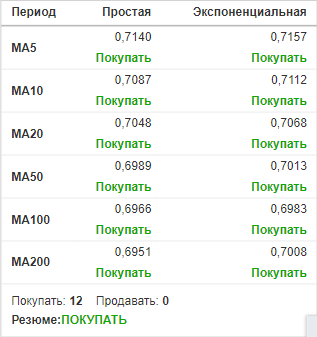 Период Простая Экспоненциальная
0,7140 0,7157
MA5
Покупать Покупать
0,7087 0,7112
MA10
Покупать Покупать
0,7048 0,7068
MA20
Покупать Покупать
0,6989 0,7013
MA50
Покупать Покупать
0,6966 0,6983
MA100
Покупать Покупать
0,6951 0,7008
MA200
Покупать Покупать
Покупать: 12 Продавать: 0
Резюме:ПОКУПАТЬ